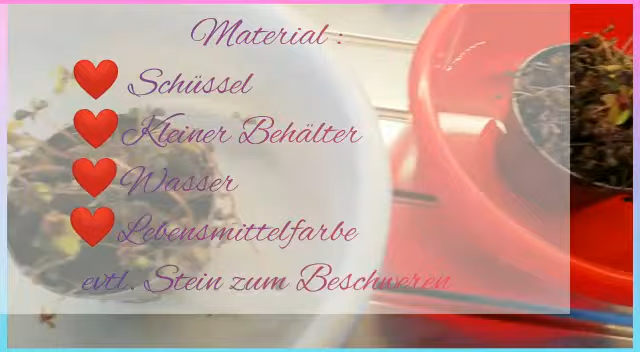 Material :
Schüssel
Kleiner Behälter
Wasser
Lebensmittelfarbe
evtl. Stein zum Beschweren